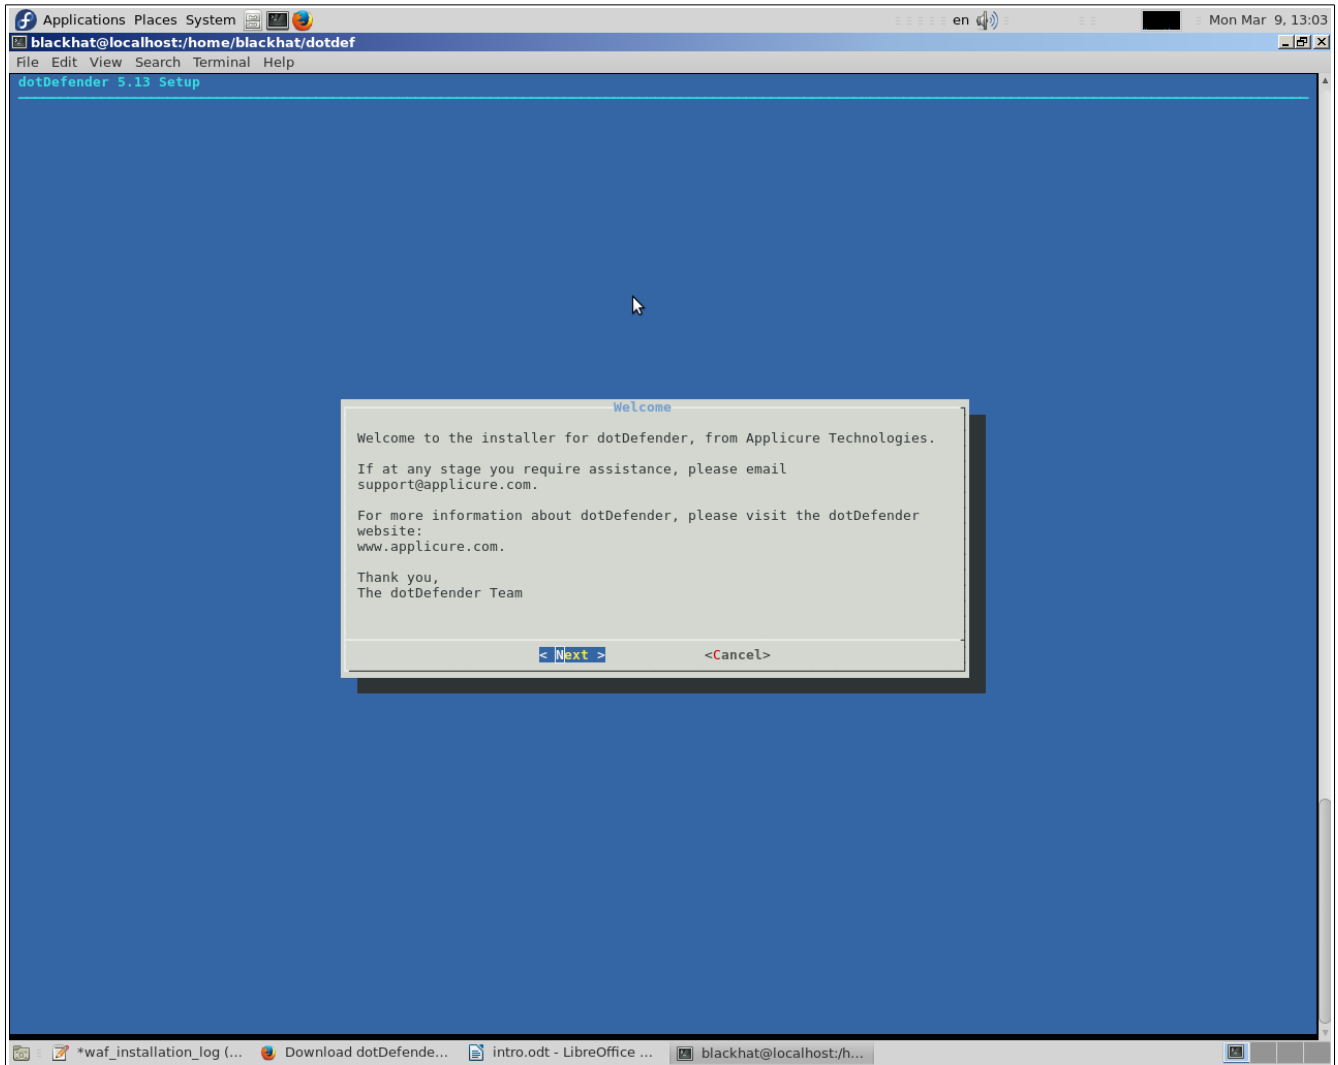 Applications Places System en Mon Mar 9, 13:03
blackhat@localhost:/home/blackhat/dotdef
File Edit View Search Terminal Help
dotDefender 5.13 Setup
Welcome
Welcome to the installer for dotDefender, from Applicure Technologies.
If at any stage you require assistance, please email
support@applicure.com.
For more information about dotDefender, please visit the dotDefender
website:
www.applicure.com.
Thank you,
The dotDefender Team
< Next > <Cancel>
*waf_installation_log (... Download dotDefende... intro.odt - LibreOffice ... blackhat@localhost:/h...